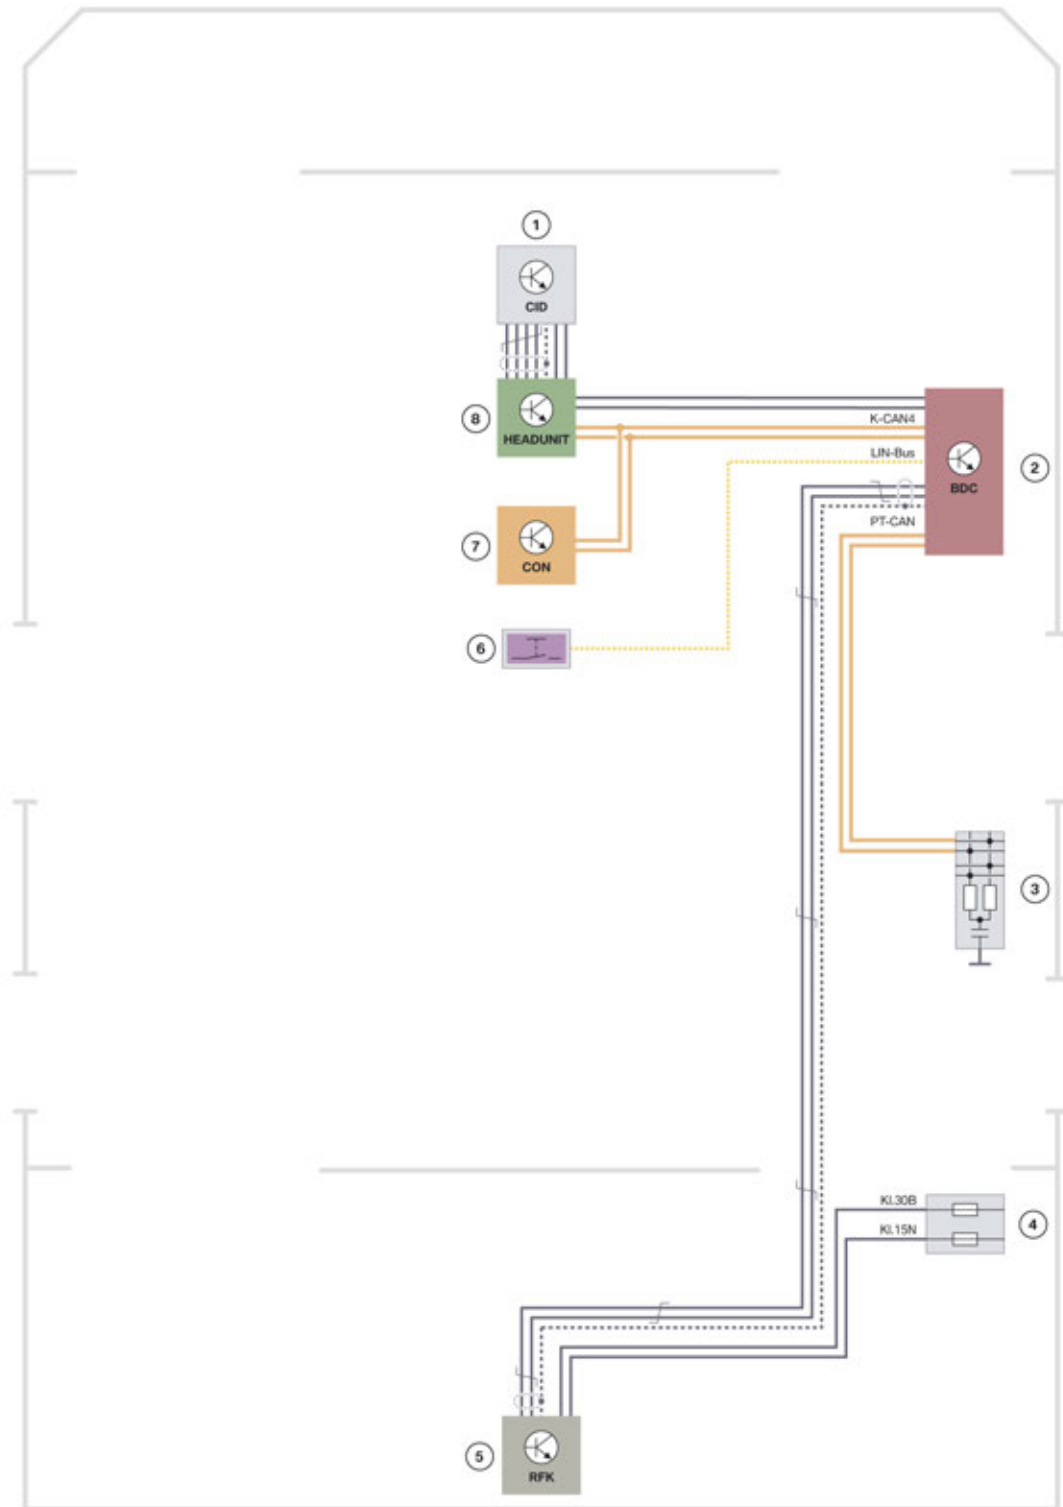 1
CID
8
HEADUNIT
K-CAN4
LIN-Bus
BDC
2
PT-CAN
7
CON
6
3
Kl.30B
4
Kl.15N
5
RFK